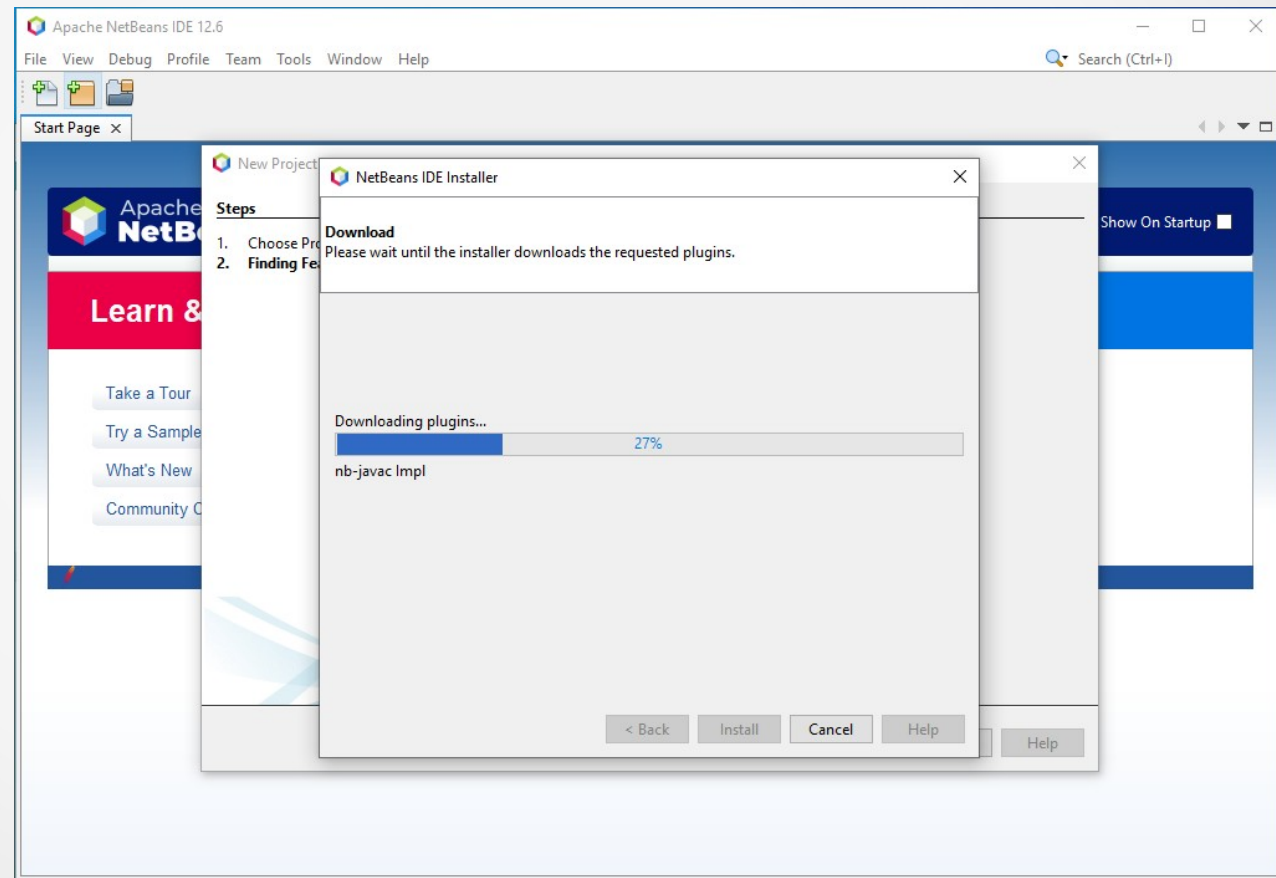 Apache NetBeans IDE 12.6
File View Debug Profile Team Tools Window Help
Search (Ctrl+I)
Start Page
New Project
NetBeans IDE Installer
Apache
Steps
Show On Startup
1. Choose
2. Finding
Download
Please wait until the installer downloads the requested plugins.
Learn &
Take a Tour
Try a Sample
What's New
Community
Downloading plugins...
27%
nb-javac Impl
< Back Install Cancel Help
Help